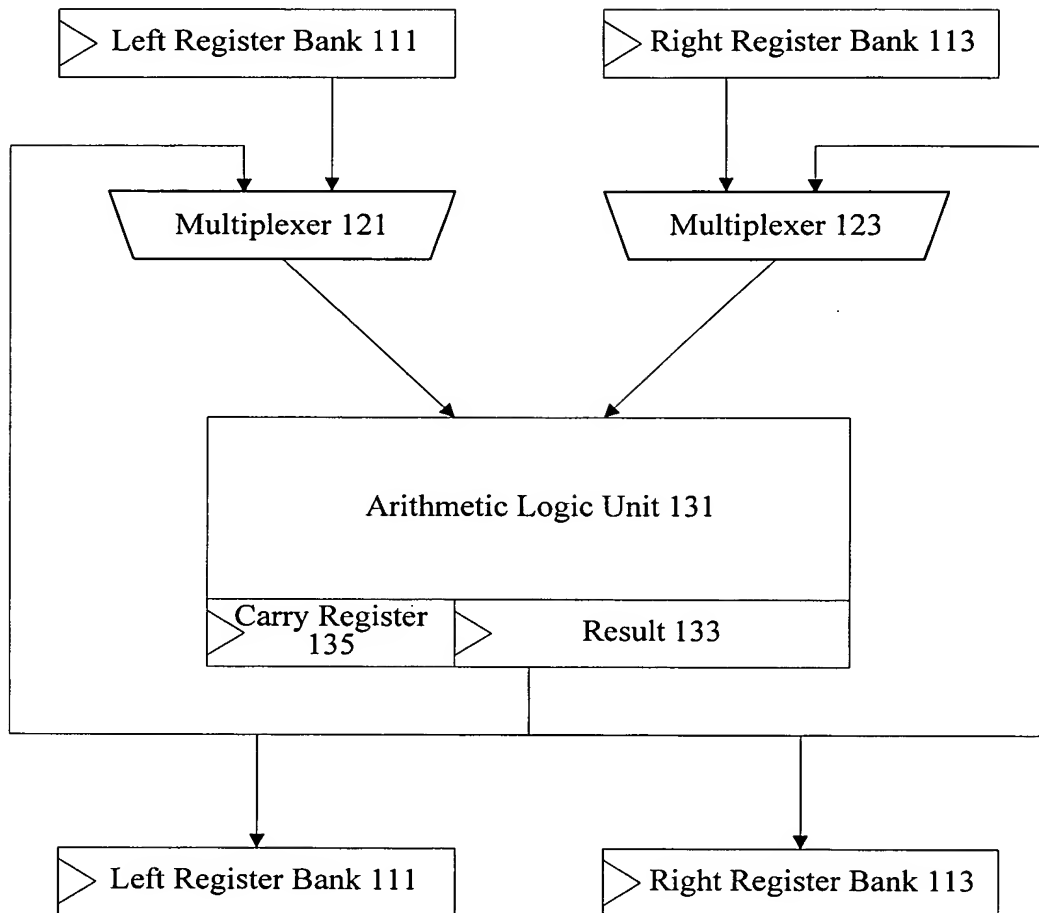 Left Register Bank 111
Right Register Bank 113
Multiplexer 121
Multiplexer 123
Arithmetic Logic Unit 131
Carry Register
135
Result 133
Left Register Bank 111
Right Register Bank 113